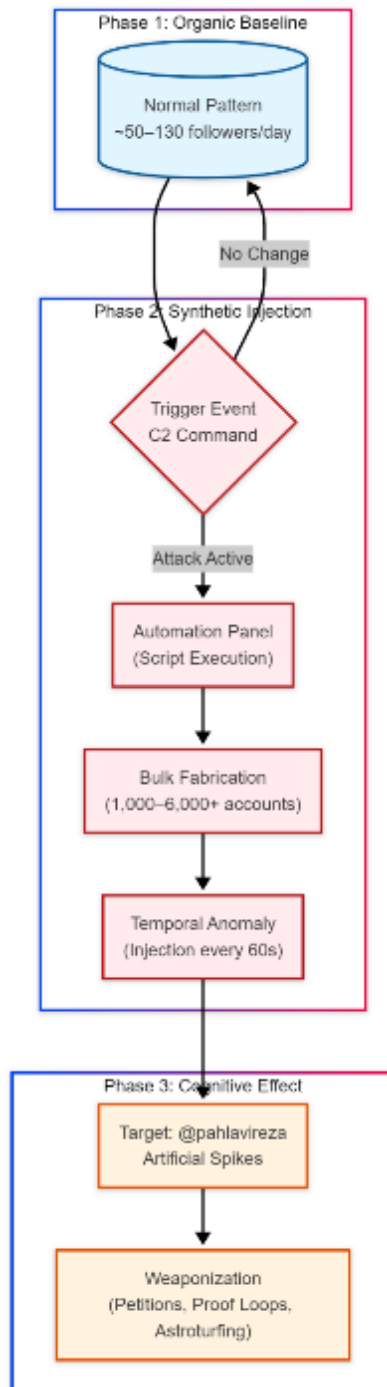 Phase 1: Organic Baseline
Normal Pattern
~50–130 followers/day
No Change
Phase 2: Synthetic Injection
Trigger Event
C2 Command
Attack Active
Automation Panel
(Script Execution)
Bulk Fabrication
(1,000–6,000+ accounts)
Temporal Anomaly
(Injection every 60s)
Phase 3: Cognitive Effect
Target: @pahlavireza
Artificial Spikes
Weaponization
(Petitions, Proof Loops,
Astroturfing)